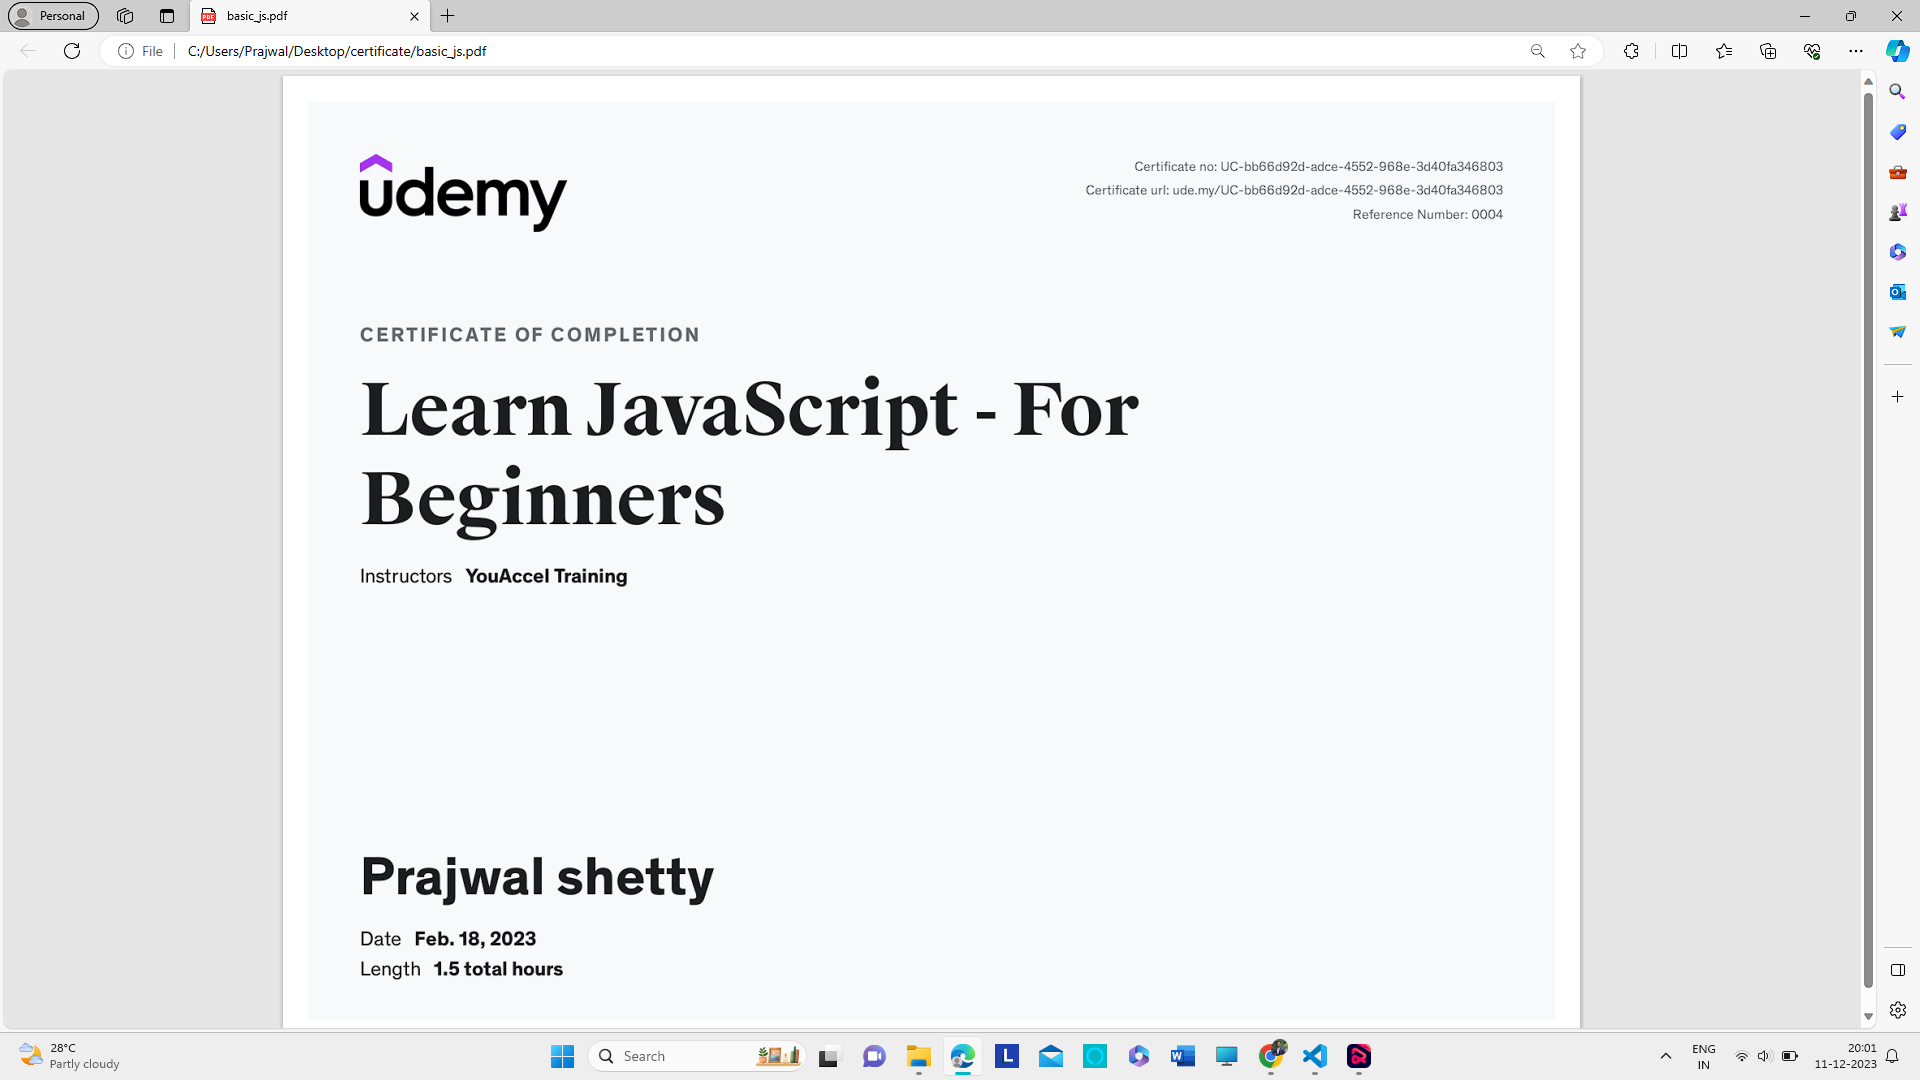 Personal
basic_js.pdf
File
C:/Users/Prajwal/Desktop/certificate/basic_js.pdf
udemy
Certificate no: UC-bb66d92d-adce-4552-968e-3d40fa346803
Certificate url: ude.my/UC-bb66d92d-adce-4552-968e-3d40fa346803
Reference Number: 0004
CERTIFICATE OF COMPLETION
Learn JavaScript - For
Beginners
Instructors YouAccel Training
Prajwal shetty
Date Feb. 18, 2023
Length 1.5 total hours
28°C
Partly cloudy
Search
ENG
IN
20:01
11-12-2023